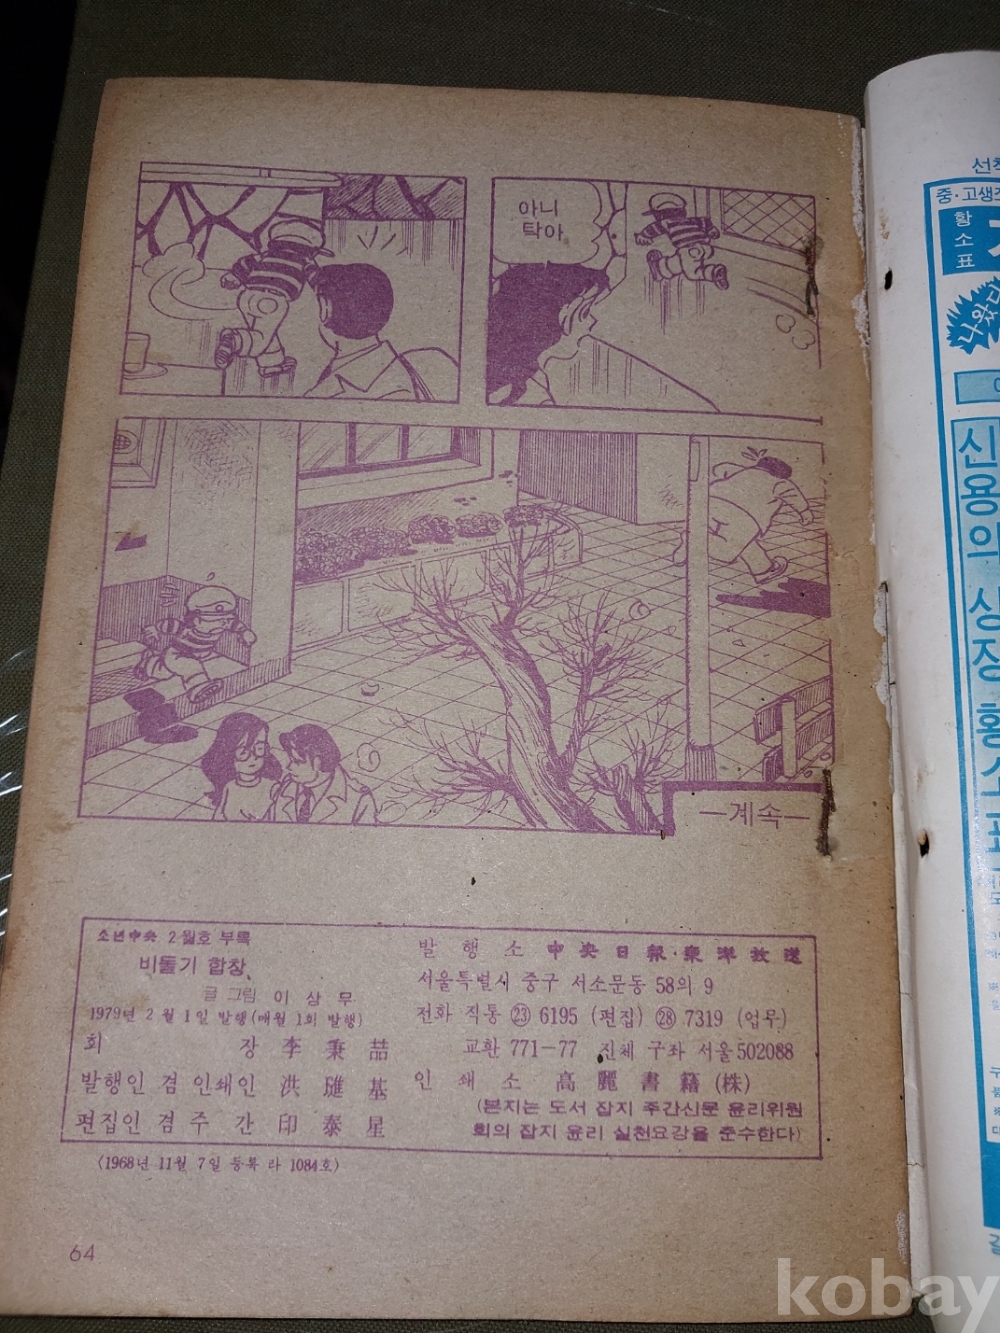 아니
탁아
—계속—
소년中央 2월호 부록
비둘기 합창
글 그림 이 상 무
1979년 2월 1일 발행(매월 1회 발행)
회 장 李 秉 喆
발행인 겸 인쇄인 洪 璡 基
편집인 겸 주 간 印 泰 星
발 행 소 中央日報·東洋放送
서울특별시 중구 서소문동 58의 9
전화 직통 ㉓ 6195 (편집) ㉘ 7319 (업무)
교환 771-77 진체 구좌 서울 502088
인 쇄 소 高麗書籍(株)
(본지는 도서 잡지 주간신문 윤리위원
회의 잡지 윤리 실천요강을 준수한다)
(1968년 11월 7일 등록 라 1084호)
64
중·고생
황소표
신용의 상징 황소표
kobay